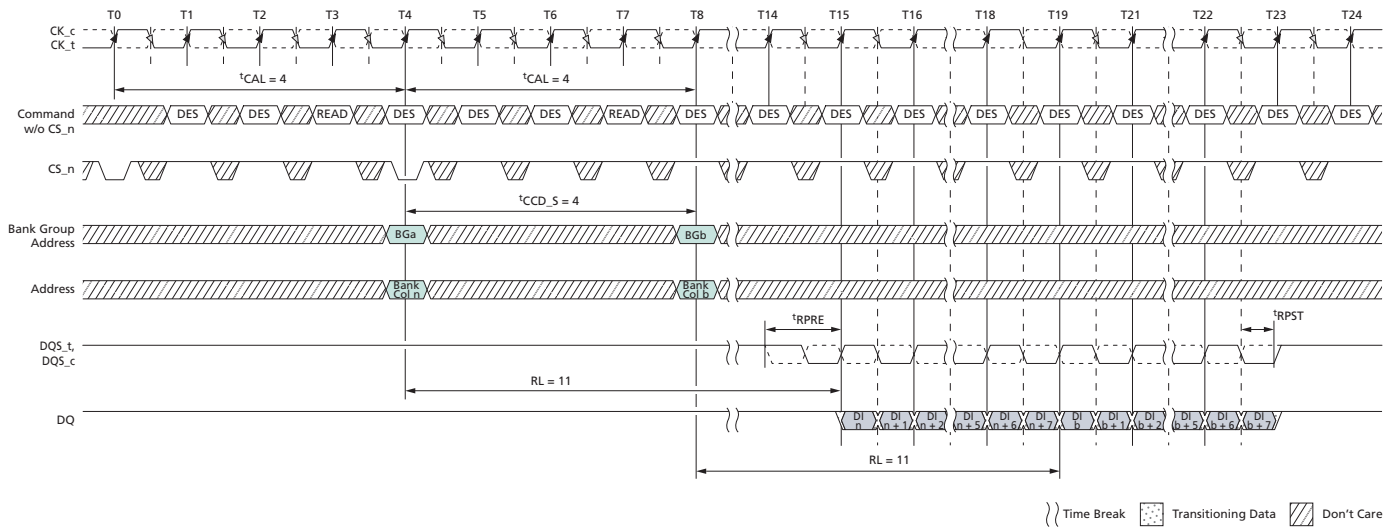 T0 T1 T2 T3 T4 T5 T6 T7 T8 T14 T15 T16 T18 T19 T21 T22 T23 T24
CK_c
CK_t
tCAL = 4 tCAL = 4
Command
w/o CS_n
DES DES READ DES DES DES READ DES DES DES DES DES DES DES DES DES DES
CS_n
tCCD_S = 4
Bank Group
Address
BGa BGb
Address
Bank
Col n
Bank
Col b
tRPRE tRPST
DQS_t,
DQS_c
RL = 11
DQ
DI
n
DI
n + 1
DI
n + 2
DI
n + 5
DI
n + 6
DI
n + 7
DI
b
DI
b + 1
DI
b + 2
DI
b + 5
DI
b + 6
DI
b + 7
RL = 11
Time Break Transitioning Data Don't Care